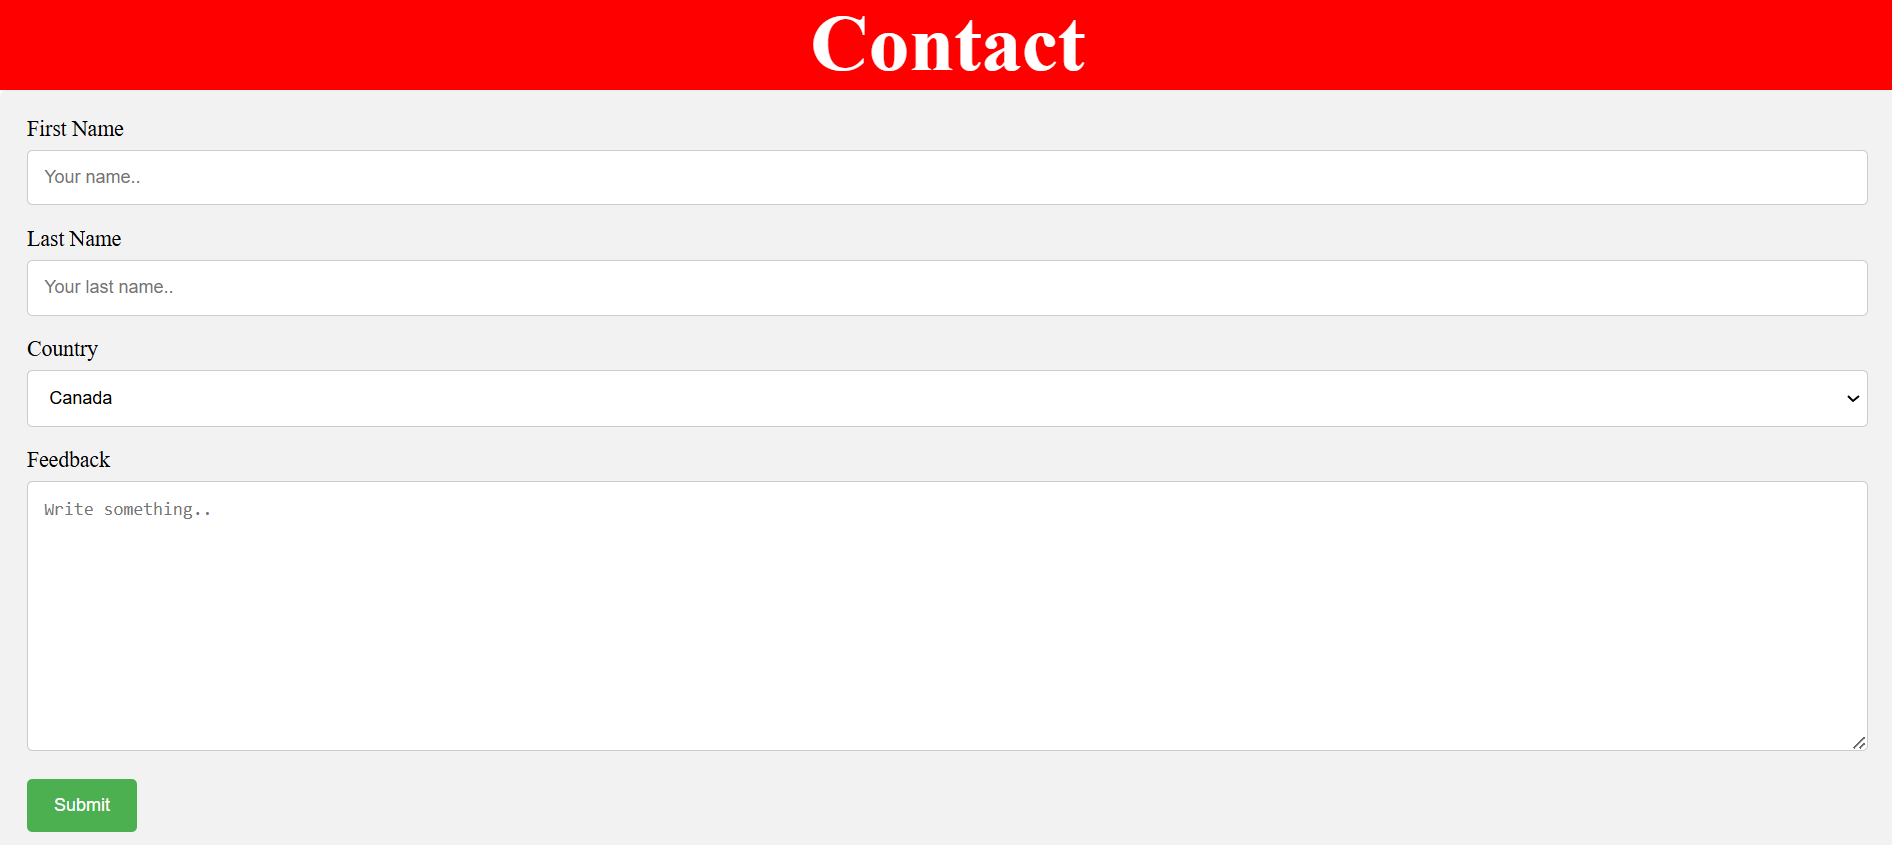 Contact
First Name
Your name..
Last Name
Your last name..
Country
Canada
Feedback
Write something..
Submit